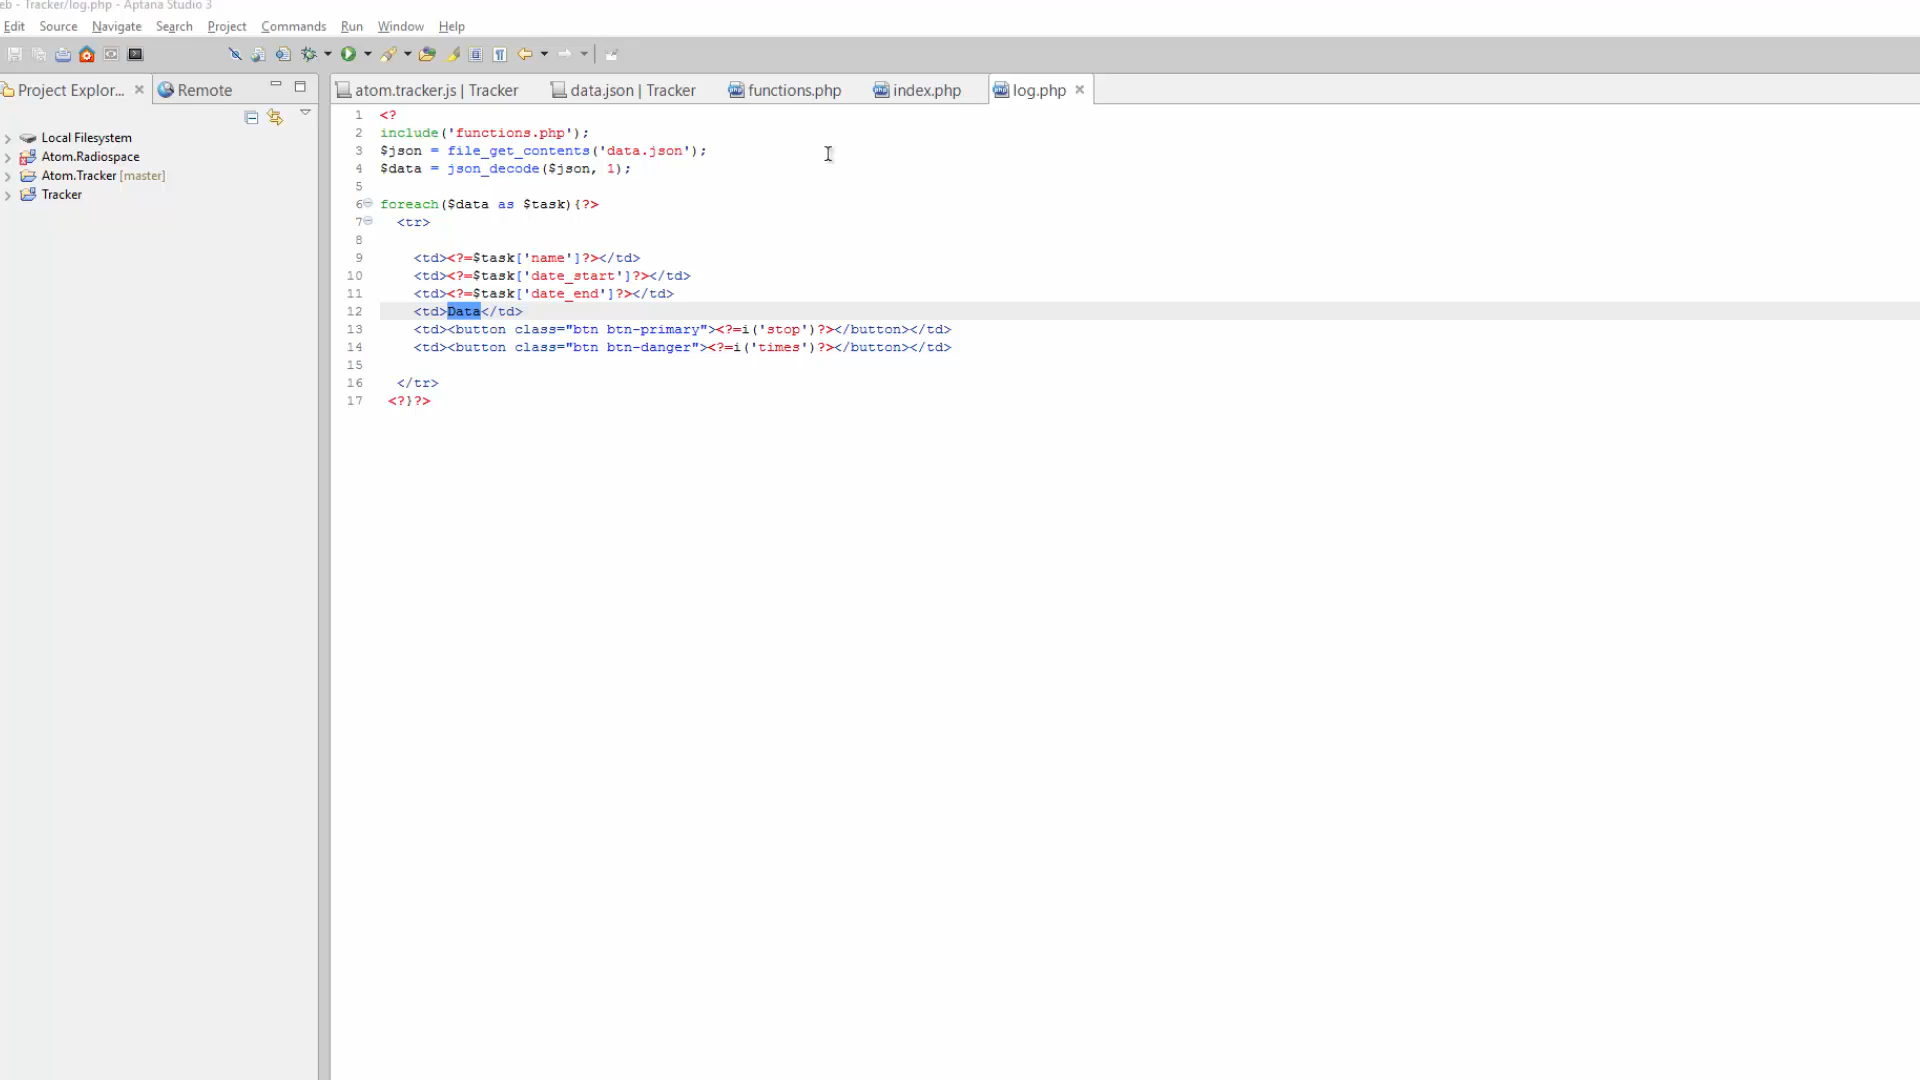 eb - Tracker/log.php - Aptana Studio 3
Edit Source Navigate Search Project Commands Run Window Help
Project Explor... Remote
atom.tracker.js | Tracker data.json | Tracker functions.php index.php log.php
Local Filesystem
Atom.Radiospace
Atom.Tracker [master]
Tracker
1 <?
2 include('functions.php');
3 $json = file_get_contents('data.json');
4 $data = json_decode($json, 1);
5
6 foreach($data as $task){?>
7 <tr>
8
9 <td><?=$task['name']?></td>
10 <td><?=$task['date_start']?></td>
11 <td><?=$task['date_end']?></td>
12 <td>Data</td>
13 <td><button class="btn btn-primary"><?=i('stop')?></button></td>
14 <td><button class="btn btn-danger"><?=i('times')?></button></td>
15
16 </tr>
17 <?}?>